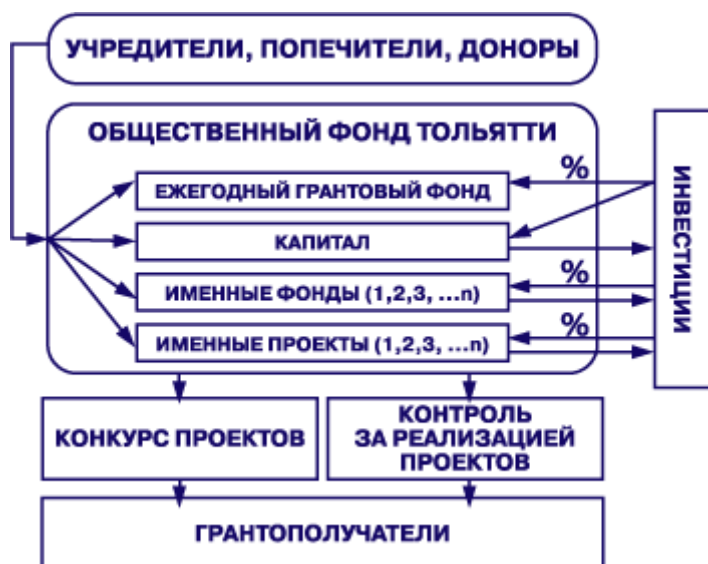 УЧРЕДИТЕЛИ, ПОПЕЧИТЕЛИ, ДОНОРЫ
ОБЩЕСТВЕННЫЙ ФОНД ТОЛЬЯТТИ
ЕЖЕГОДНЫЙ ГРАНТОВЫЙ ФОНД
%
КАПИТАЛ
ИМЕННЫЕ ФОНДЫ (1,2,3, ...n)
%
ИМЕННЫЕ ПРОЕКТЫ (1,2,3, ...n)
%
ИНВЕСТИЦИИ
КОНКУРС ПРОЕКТОВ
КОНТРОЛЬ
ЗА РЕАЛИЗАЦИЕЙ
ПРОЕКТОВ
ГРАНТОПОЛУЧАТЕЛИ